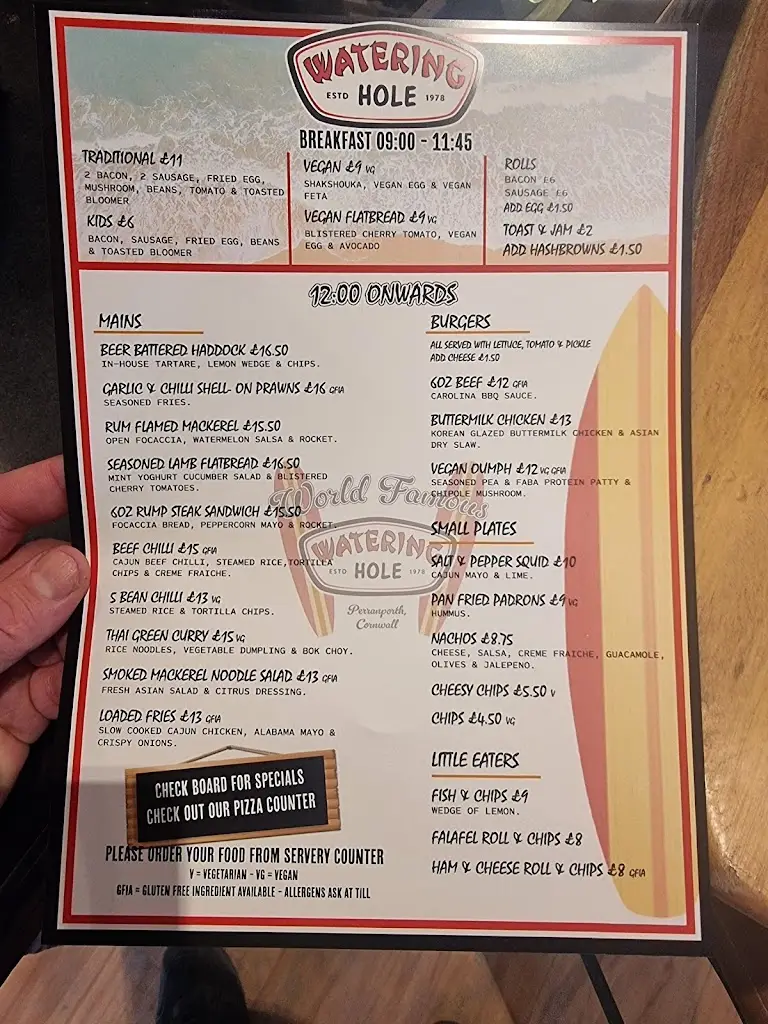 WATERING
ESTD HOLE 1978
BREAKFAST 09:00 - 11:45
TRADITIONAL £11
2 BACON, 2 SAUSAGE, FRIED EGG,
MUSHROOM, BEANS, TOMATO & TOASTED
BLOOMER
KIDS £6
BACON, SAUSAGE, FRIED EGG, BEANS
& TOASTED BLOOMER
VEGAN £9 VG
SHAKSHOUKA, VEGAN EGG & VEGAN
FETA
VEGAN FLATBREAD £9 VG
BLISTERED CHERRY TOMATO, VEGAN
EGG & AVOCADO
ROLLS
BACON £6
SAUSAGE £6
ADD EGG £1.50
TOAST & JAM £2
ADD HASHBROWNS £1.50
12:00 ONWARDS
MAINS
BEER BATTERED HADDOCK £16.50
IN-HOUSE TARTARE, LEMON WEDGE & CHIPS.
GARLIC & CHILLI SHELL- ON PRAWNS £16 GFIA
SEASONED FRIES.
RUM FLAMED MACKEREL £15.50
OPEN FOCACCIA, WATERMELON SALSA & ROCKET.
SEASONED LAMB FLATBREAD £16.50
MINT YOGHURT CUCUMBER SALAD & BLISTERED
CHERRY TOMATOES.
6OZ RUMP STEAK SANDWICH £15.50
FOCACCIA BREAD, PEPPERCORN MAYO & ROCKET.
BEEF CHILLI £15 GFIA
CAJUN BEEF CHILLI, STEAMED RICE,TORTILLA
CHIPS & CREME FRAICHE.
5 BEAN CHILLI £13 VG
STEAMED RICE & TORTILLA CHIPS.
THAI GREEN CURRY £15 VG
RICE NOODLES, VEGETABLE DUMPLING & BOK CHOY.
SMOKED MACKEREL NOODLE SALAD £13 GFIA
FRESH ASIAN SALAD & CITRUS DRESSING.
LOADED FRIES £13 GFIA
SLOW COOKED CAJUN CHICKEN, ALABAMA MAYO &
CRISPY ONIONS.
CHECK BOARD FOR SPECIALS
CHECK OUT OUR PIZZA COUNTER
PLEASE ORDER YOUR FOOD FROM SERVERY COUNTER
V = VEGETARIAN - VG = VEGAN
GFIA = GLUTEN FREE INGREDIENT AVAILABLE - ALLERGENS ASK AT TILL
World Famous
WATERING
ESTD HOLE 1978
Perranporth,
Cornwall
BURGERS
ALL SERVED WITH LETTUCE, TOMATO & PICKLE
ADD CHEESE £1.50
6OZ BEEF £12 GFIA
CAROLINA BBQ SAUCE.
BUTTERMILK CHICKEN £13
KOREAN GLAZED BUTTERMILK CHICKEN & ASIAN
DRY SLAW.
VEGAN OUMPH £12 VG GFIA
SEASONED PEA & FABA PROTEIN PATTY &
CHIPOLE MUSHROOM.
SMALL PLATES
SALT & PEPPER SQUID £10
CAJUN MAYO & LIME.
PAN FRIED PADRONS £9 VG
HUMMUS.
NACHOS £8.75
CHEESE, SALSA, CREME FRAICHE, GUACAMOLE,
OLIVES & JALEPENO.
CHEESY CHIPS £5.50 V
CHIPS £4.50 VG
LITTLE EATERS
FISH & CHIPS £9
WEDGE OF LEMON.
FALAFEL ROLL & CHIPS £8
HAM & CHEESE ROLL & CHIPS £8 GFIA